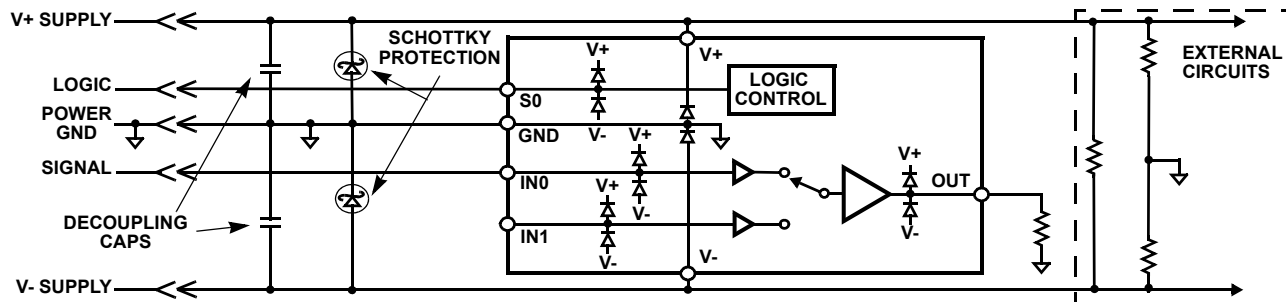 V+ SUPPLY
LOGIC
POWER
GND
SIGNAL
DECOUPLING
CAPS
V- SUPPLY
SCHOTTKY
PROTECTION
V+
V+
S0
V-
LOGIC
CONTROL
GND
V+
IN0
V-
V+
IN1
V-
V+
OUT
V-
V-
EXTERNAL
CIRCUITS